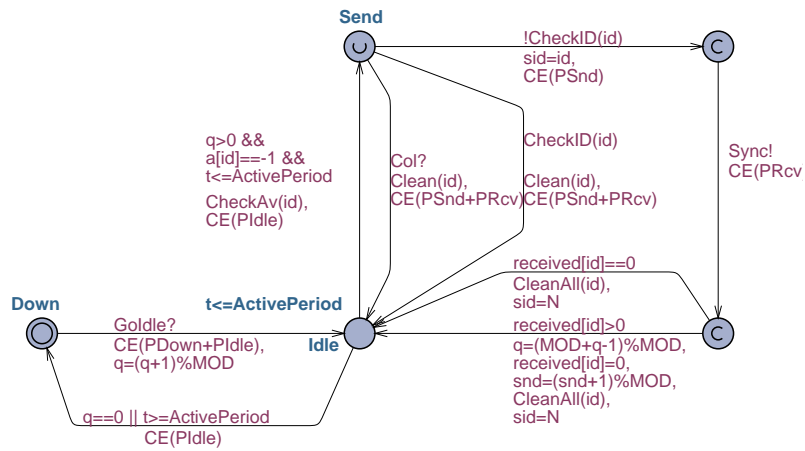 Send
!CheckID(id)
sid=id,
CE(PSnd)
q>0 &&
a[id]==-1 &&
t<=ActivePeriod
CheckAv(id),
CE(PIdle)
Col?
Clean(id),
CE(PSnd+PRcv)
CheckID(id)
Clean(id),
CE(PSnd+PRcv)
Sync!
CE(PRcv
received[id]==0
CleanAll(id),
sid=N
Down
t<=ActivePeriod
Idle
GoIdle?
CE(PDown+PIdle),
q=(q+1)%MOD
received[id]>0
q=(MOD+q-1)%MOD,
received[id]=0,
snd=(snd+1)%MOD,
CleanAll(id),
sid=N
q==0 || t>=ActivePeriod
CE(PIdle)
U
C
C